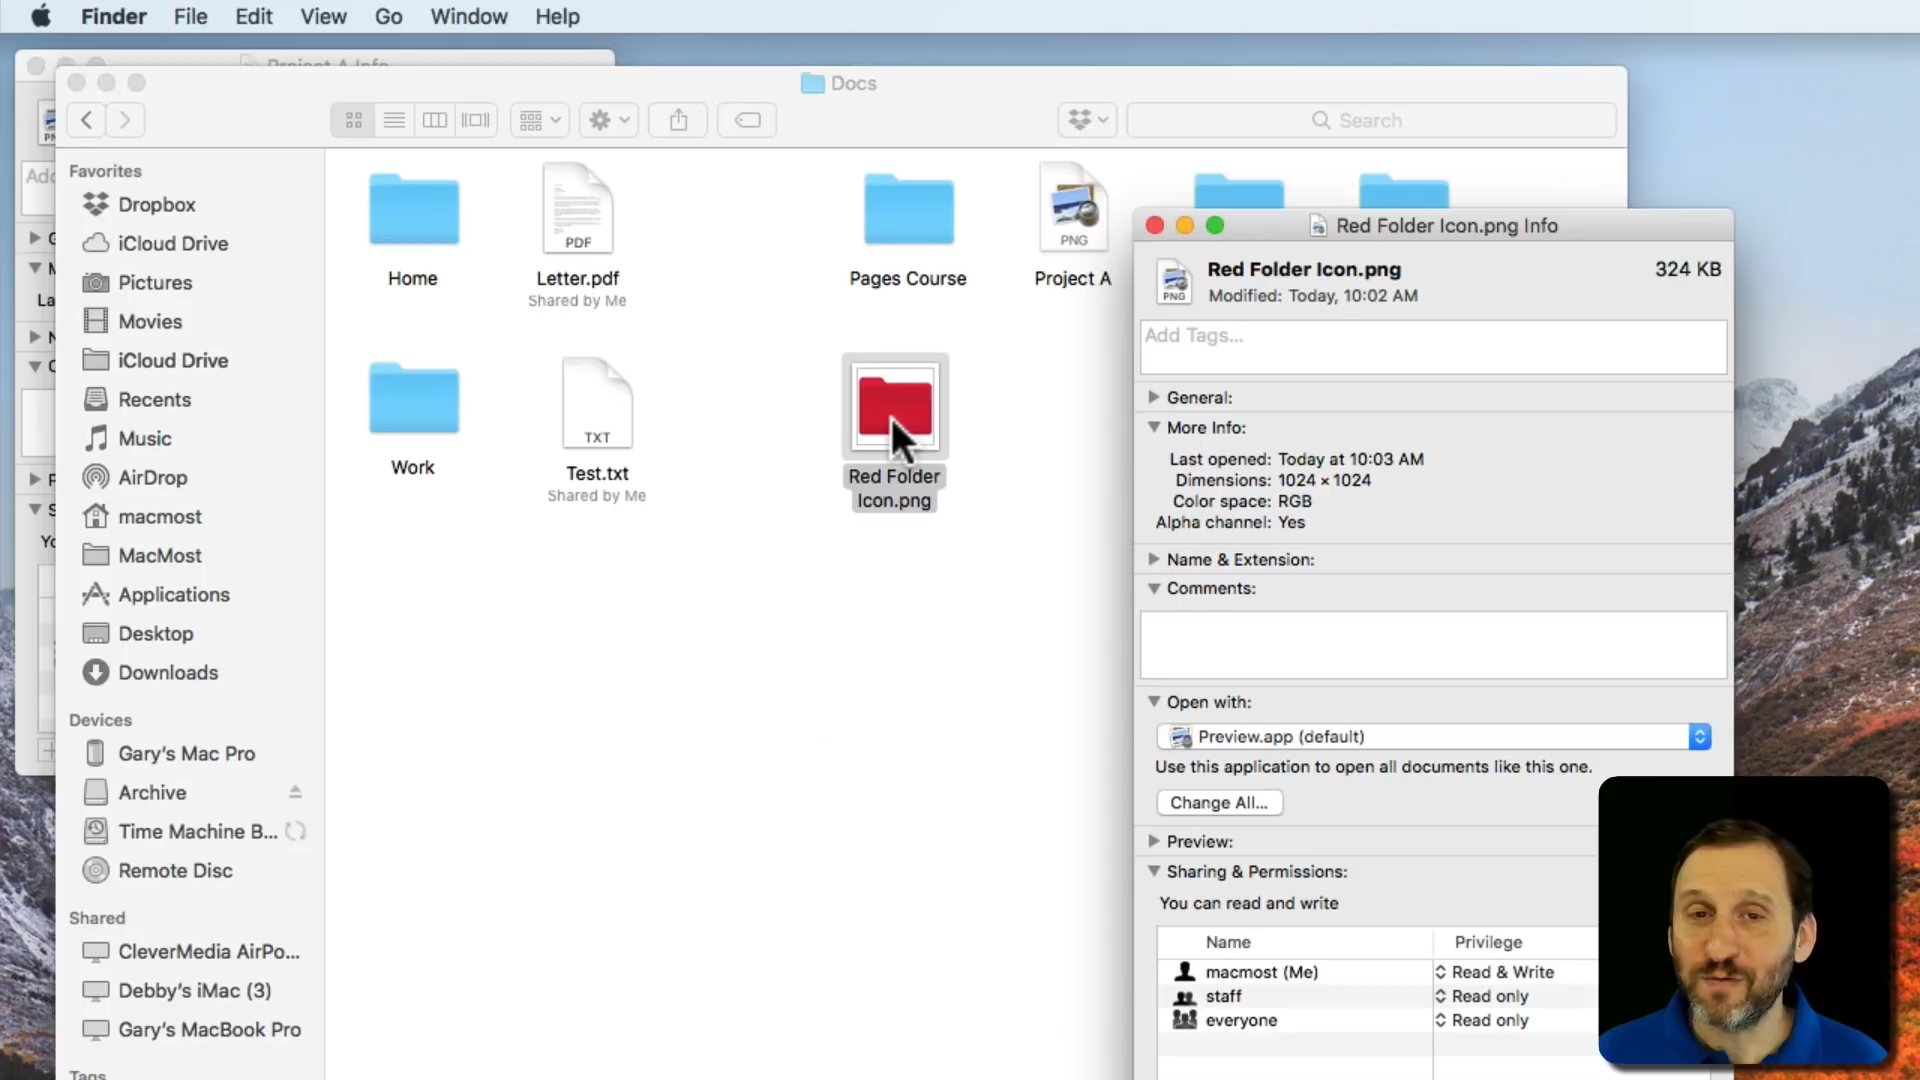 Finder File Edit View Go Window Help
Project A Info
Docs
Search
Add
Favorites
Dropbox
iCloud Drive
Pictures
Movies
iCloud Drive
Recents
Music
AirDrop
macmost
MacMost
Applications
Desktop
Downloads
Devices
Gary's Mac Pro
Archive
Time Machine B...
Remote Disc
Shared
CleverMedia AirPo...
Debby's iMac (3)
Gary's MacBook Pro
Tags
PDF
PNG
Home
Letter.pdf
Shared by Me
Pages Course
Project A
TXT
Work
Test.txt
Shared by Me
Red Folder
Icon.png
Red Folder Icon.png Info
PNG
Red Folder Icon.png 324 KB
Modified: Today, 10:02 AM
Add Tags...
General:
More Info:
Last opened: Today at 10:03 AM
Dimensions: 1024 × 1024
Color space: RGB
Alpha channel: Yes
Name & Extension:
Comments:
Open with:
Preview.app (default)
Use this application to open all documents like this one.
Change All...
Preview:
Sharing & Permissions:
You can read and write
Name Privilege
macmost (Me) Read & Write
staff Read only
everyone Read only